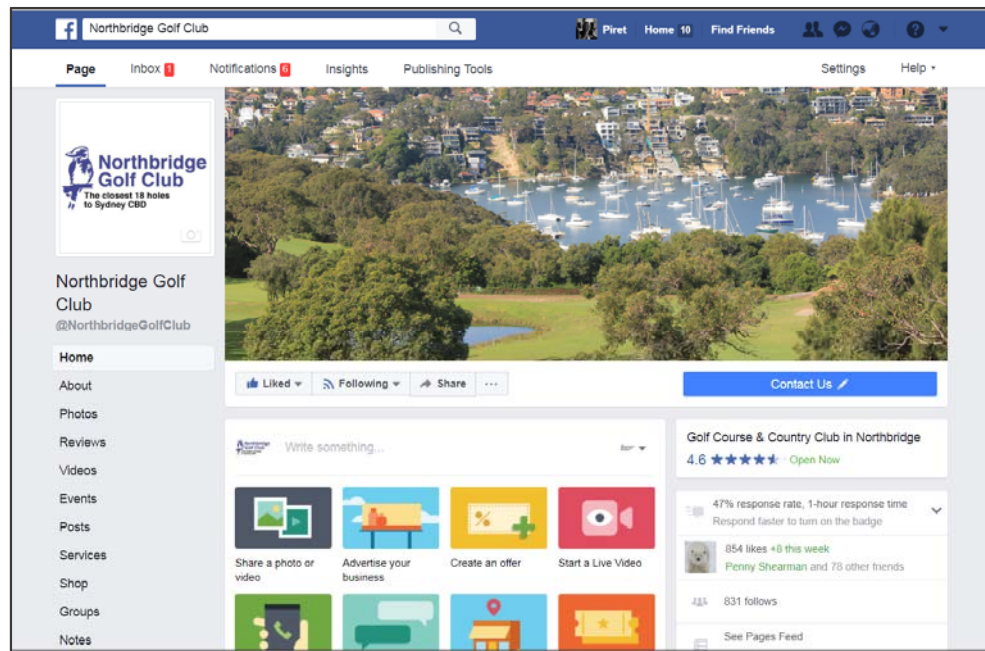 Northbridge Golf Club
Piret Home 10 Find Friends
Page Inbox 1 Notifications 6 Insights Publishing Tools Settings Help
Northbridge
Golf Club
The closest 18 holes
to Sydney CBD
Northbridge Golf
Club
@NorthbridgeGolfClub
Home
About
Photos
Reviews
Videos
Events
Posts
Services
Shop
Groups
Notes
Liked Following Share ... Contact Us
Write something...
Share a photo or
video
Advertise your
business
Create an offer
Start a Live Video
Golf Course & Country Club in Northbridge
4.6 Open Now
47% response rate, 1-hour response time
Respond faster to turn on the badge
854 likes +8 this week
Penny Shearman and 78 other friends
831 follows
See Pages Feed